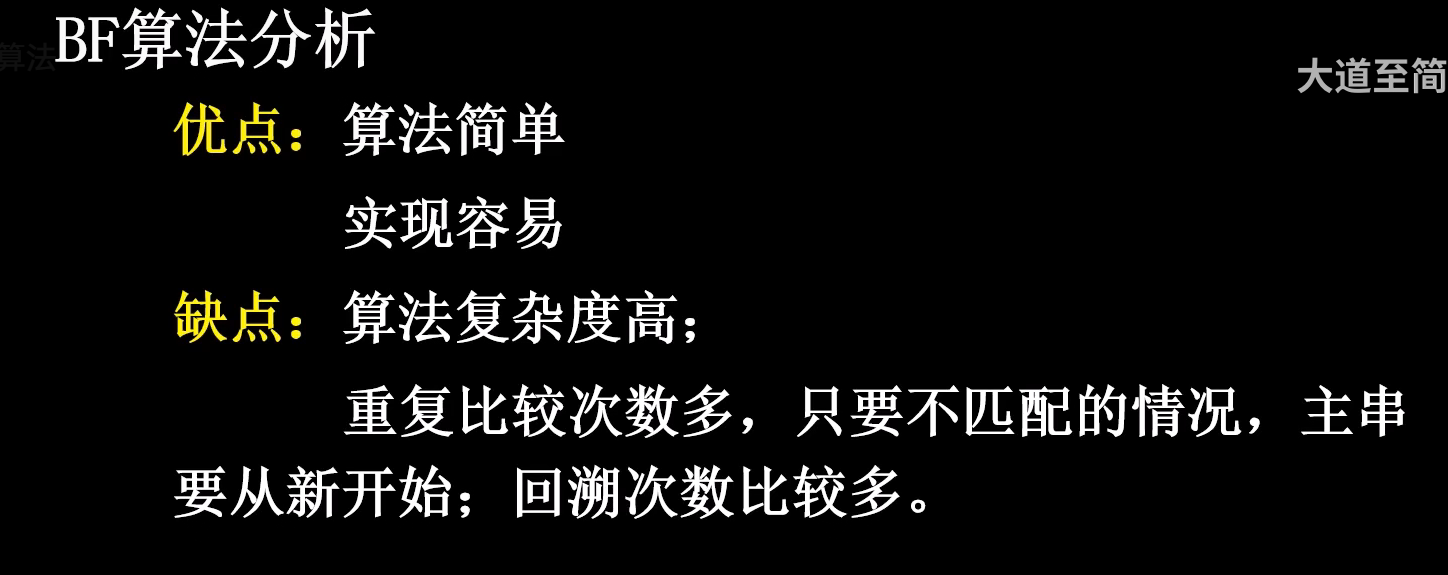 BF算法分析
算法
大道至简
优点：算法简单
实现容易
缺点：算法复杂度高；
重复比较次数多，只要不匹配的情况，主串
要从新开始；回溯次数比较多。